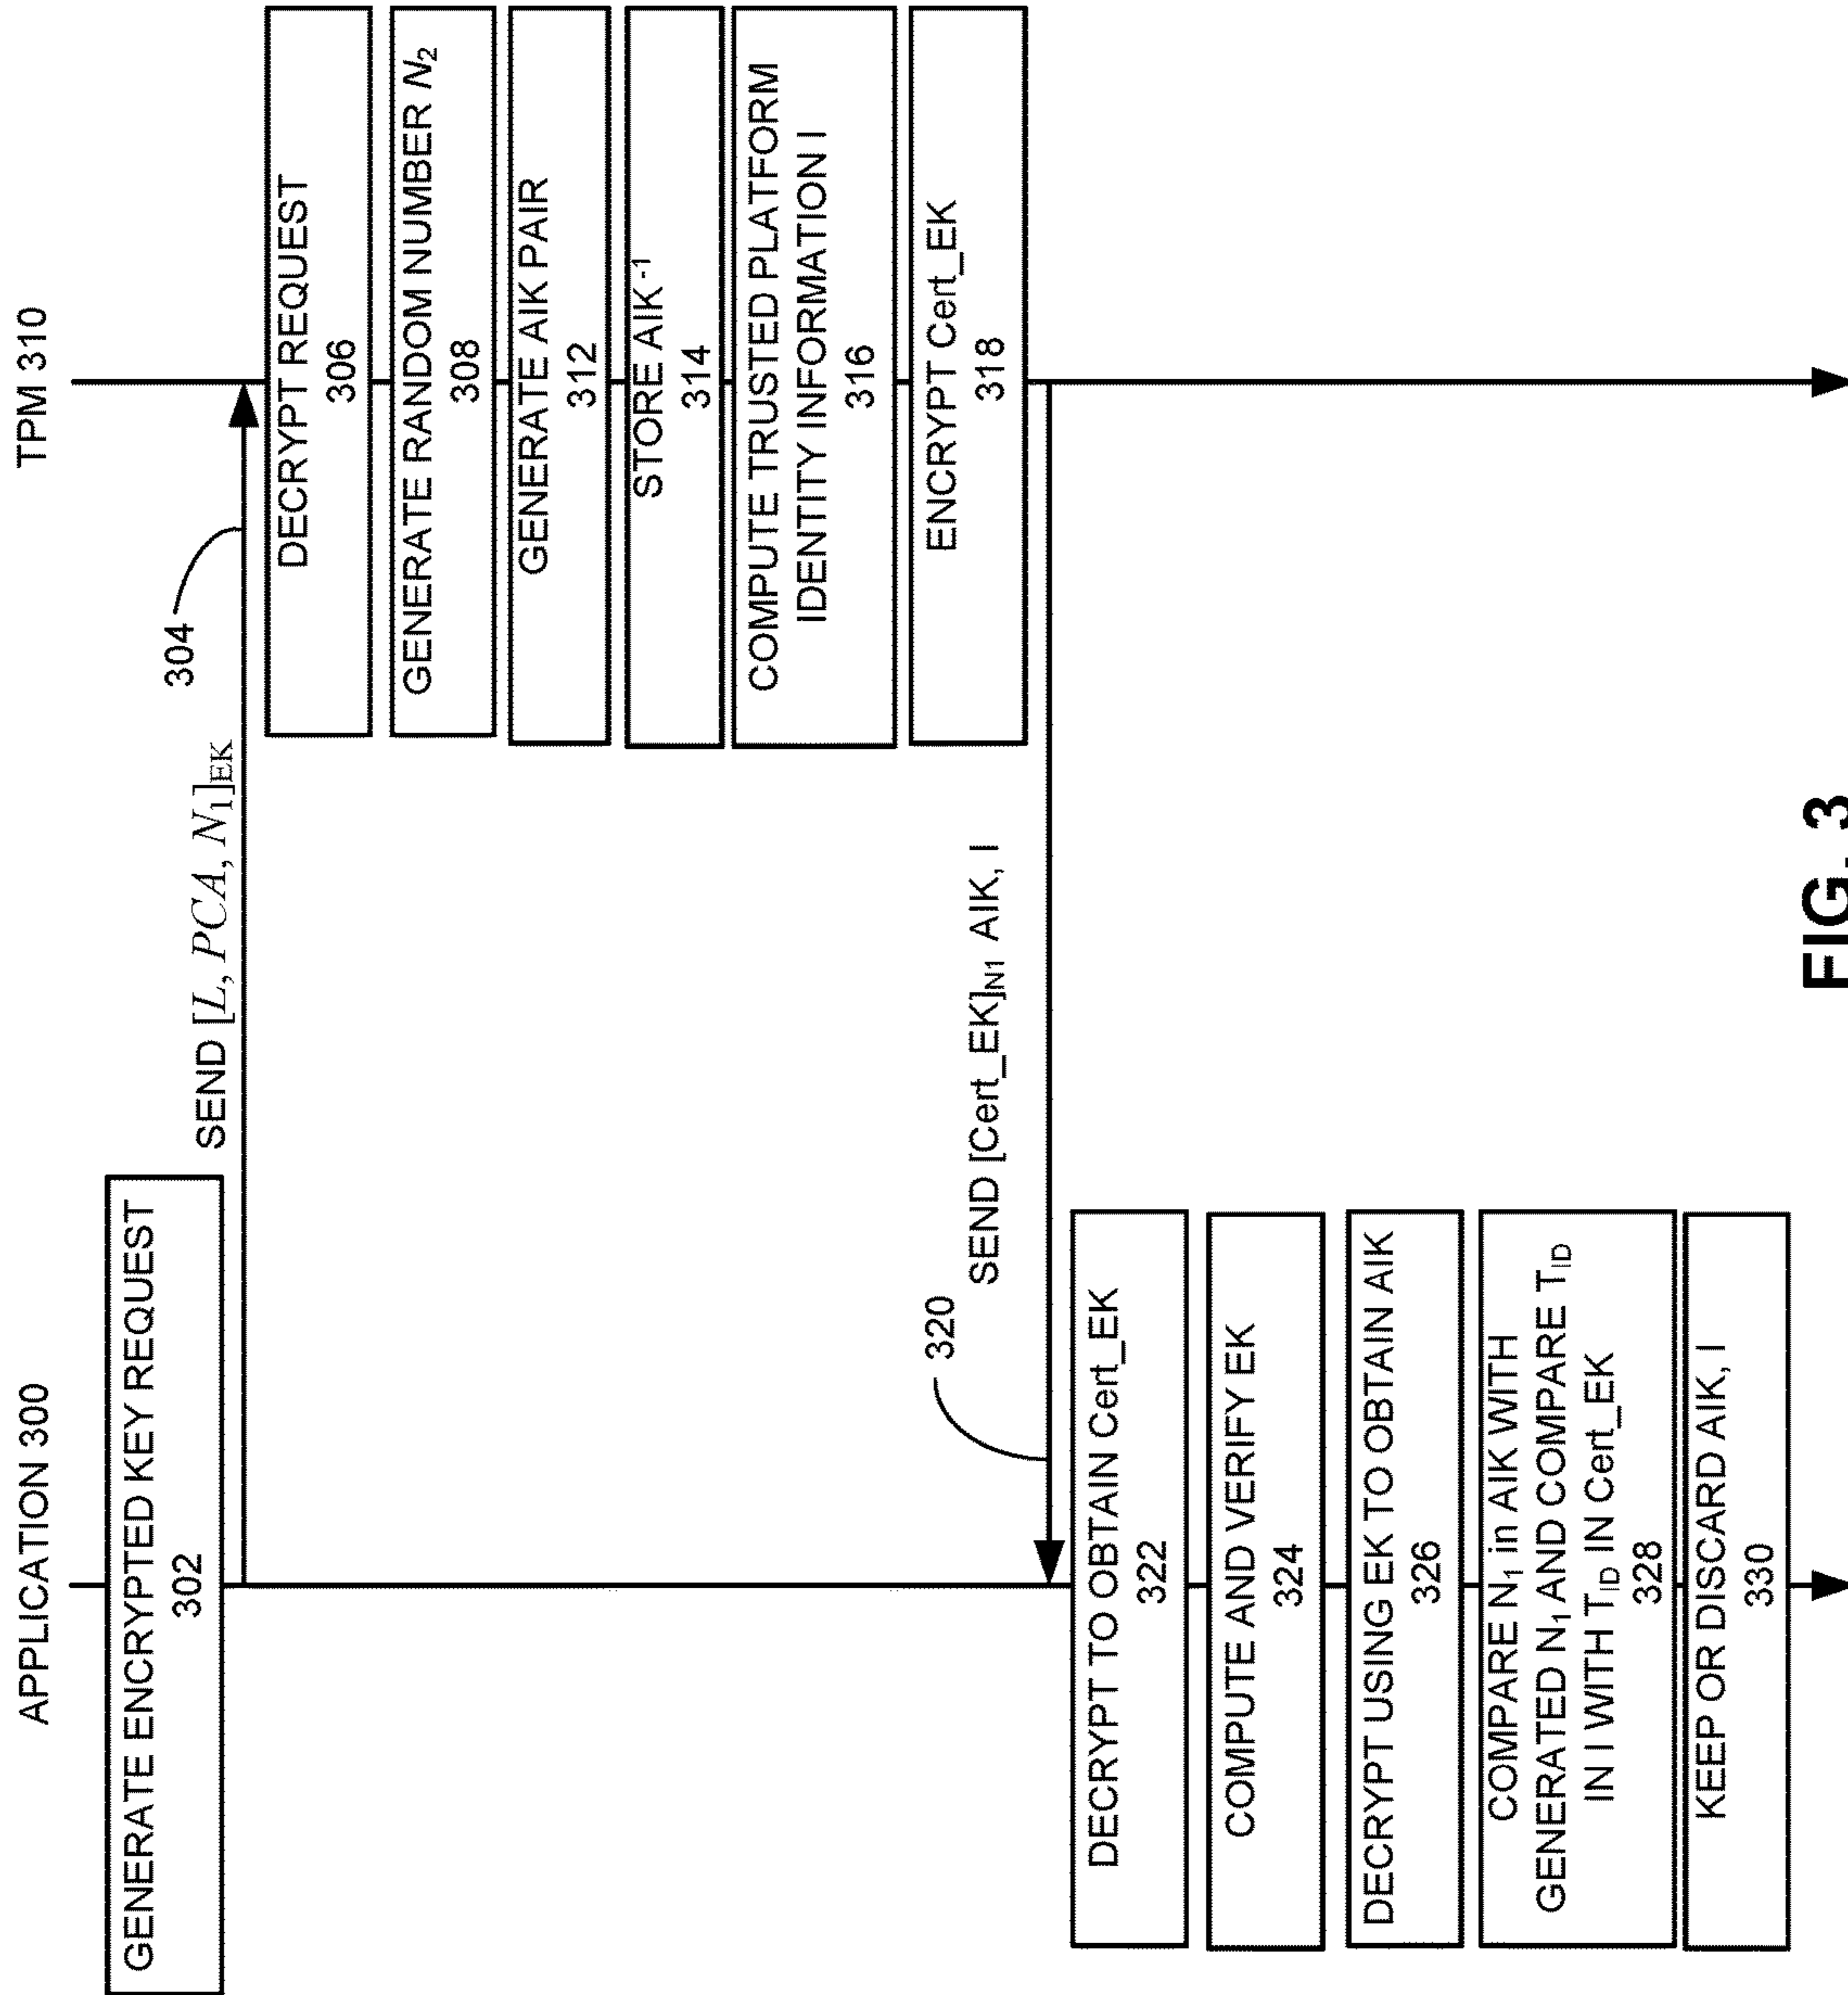 APPLICATION 300
TPM 310
GENERATE ENCRYPTED KEY REQUEST
302
SEND [L, PCA, N₁]EK
304
DECRYPT REQUEST
306
GENERATE RANDOM NUMBER N₂
308
GENERATE AIK PAIR
312
STORE AIK⁻¹
314
COMPUTE TRUSTED PLATFORM
IDENTITY INFORMATION I
316
ENCRYPT Cert_EK
318
SEND [Cert_EK]N1, AIK, I
320
DECRYPT TO OBTAIN Cert_EK
322
COMPUTE AND VERIFY EK
324
DECRYPT USING EK TO OBTAIN AIK
326
COMPARE N₁ in AIK WITH
GENERATED N₁ AND COMPARE TID
IN I WITH TID IN Cert_EK
328
KEEP OR DISCARD AIK, I
330
FIG. 3